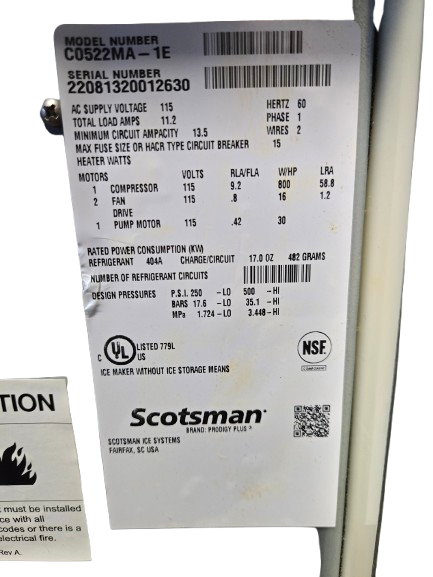 MODEL NUMBER
C0522MA-1E
SERIAL NUMBER
22081320012630
AC SUPPLY VOLTAGE 115 HERTZ 60
TOTAL LOAD AMPS 11.2 PHASE 1
MINIMUM CIRCUIT AMPACITY 13.5 WIRES 2
MAX FUSE SIZE OR HACR TYPE CIRCUIT BREAKER 15
HEATER WATTS
MOTORS VOLTS RLA/FLA W/HP LRA
1 COMPRESSOR 115 9.2 800 58.8
2 FAN 115 .8 16 1.2
DRIVE
1 PUMP MOTOR 115 .42 30
RATED POWER CONSUMPTION (KW)
REFRIGERANT 404A CHARGE/CIRCUIT 17.0 OZ 482 GRAMS
NUMBER OF REFRIGERANT CIRCUITS
DESIGN PRESSURES P.S.I. 250 -LO 500 -HI
BARS 17.6 -LO 35.1 -HI
MPa 1.724 -LO 3.448 -HI
C UL US LISTED 779L
NSF
COMPONENT
ICE MAKER WITHOUT ICE STORAGE MEANS
Scotsman
BRAND: PRODIGY PLUS ®
SCOTSMAN ICE SYSTEMS
FAIRFAX, SC USA
TION
t must be installed
ce with all
codes or there is a
electrical fire.
Rev A.